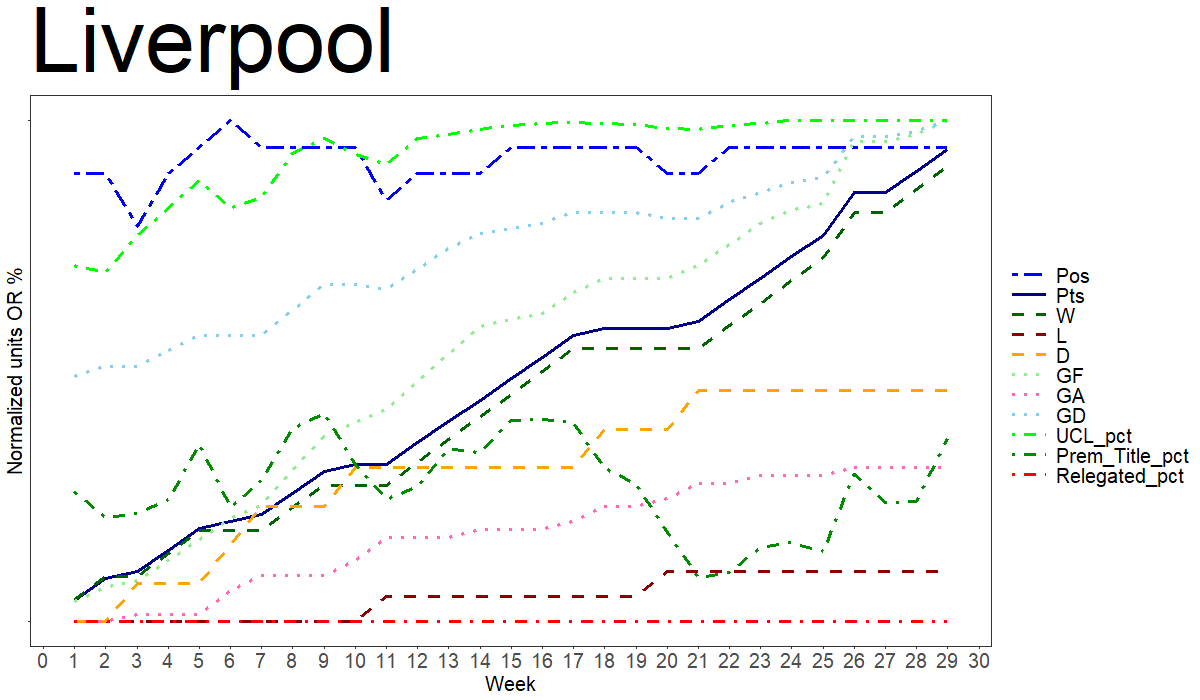 Liverpool
Normalized units OR %
0 1 2 3 4 5 6 7 8 9 10 11 12 13 14 15 16 17 18 19 20 21 22 23 24 25 26 27 28 29 30
Week
Pos
Pts
W
L
D
GF
GA
GD
UCL_pct
Prem_Title_pct
Relegated_pct